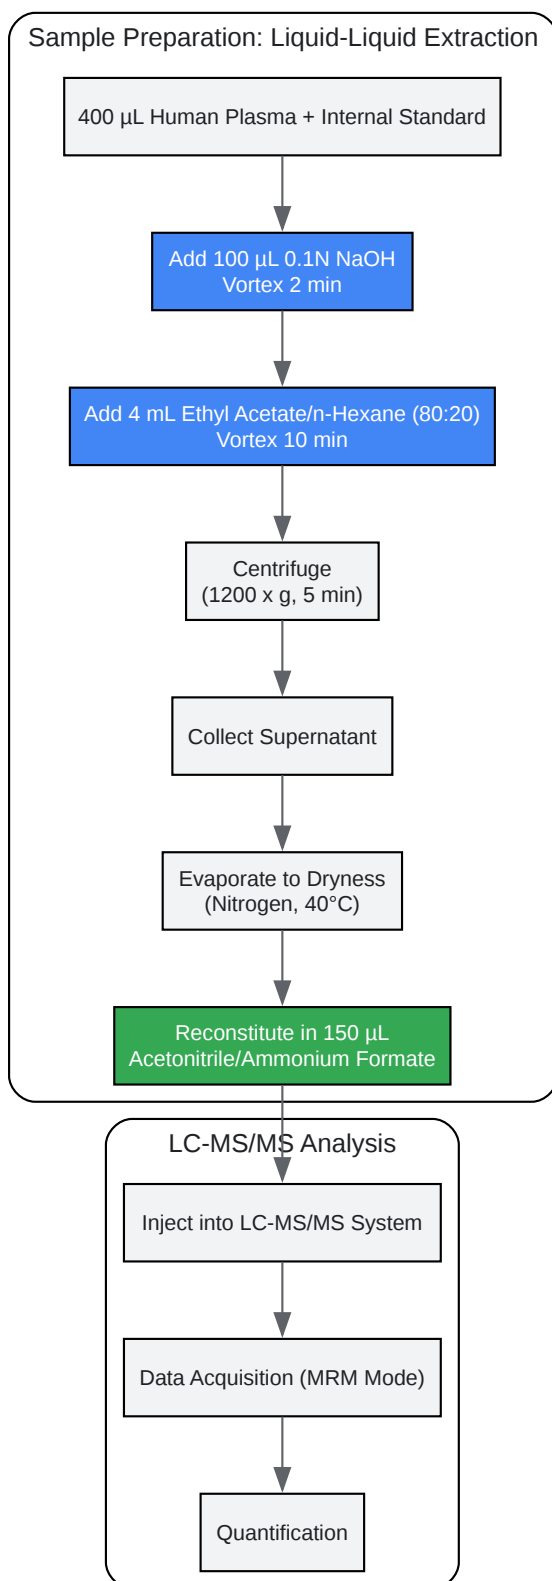 Sample Preparation: Liquid-Liquid Extraction
400 µL Human Plasma + Internal Standard
Add 100 µL 0.1N NaOH
Vortex 2 min
Add 4 mL Ethyl Acetate/n-Hexane (80:20)
Vortex 10 min
Centrifuge
(1200 x g, 5 min)
Collect Supernatant
Evaporate to Dryness
(Nitrogen, 40°C)
Reconstitute in 150 µL
Acetonitrile/Ammonium Formate
LC-MS/MS Analysis
Inject into LC-MS/MS System
Data Acquisition (MRM Mode)
Quantification